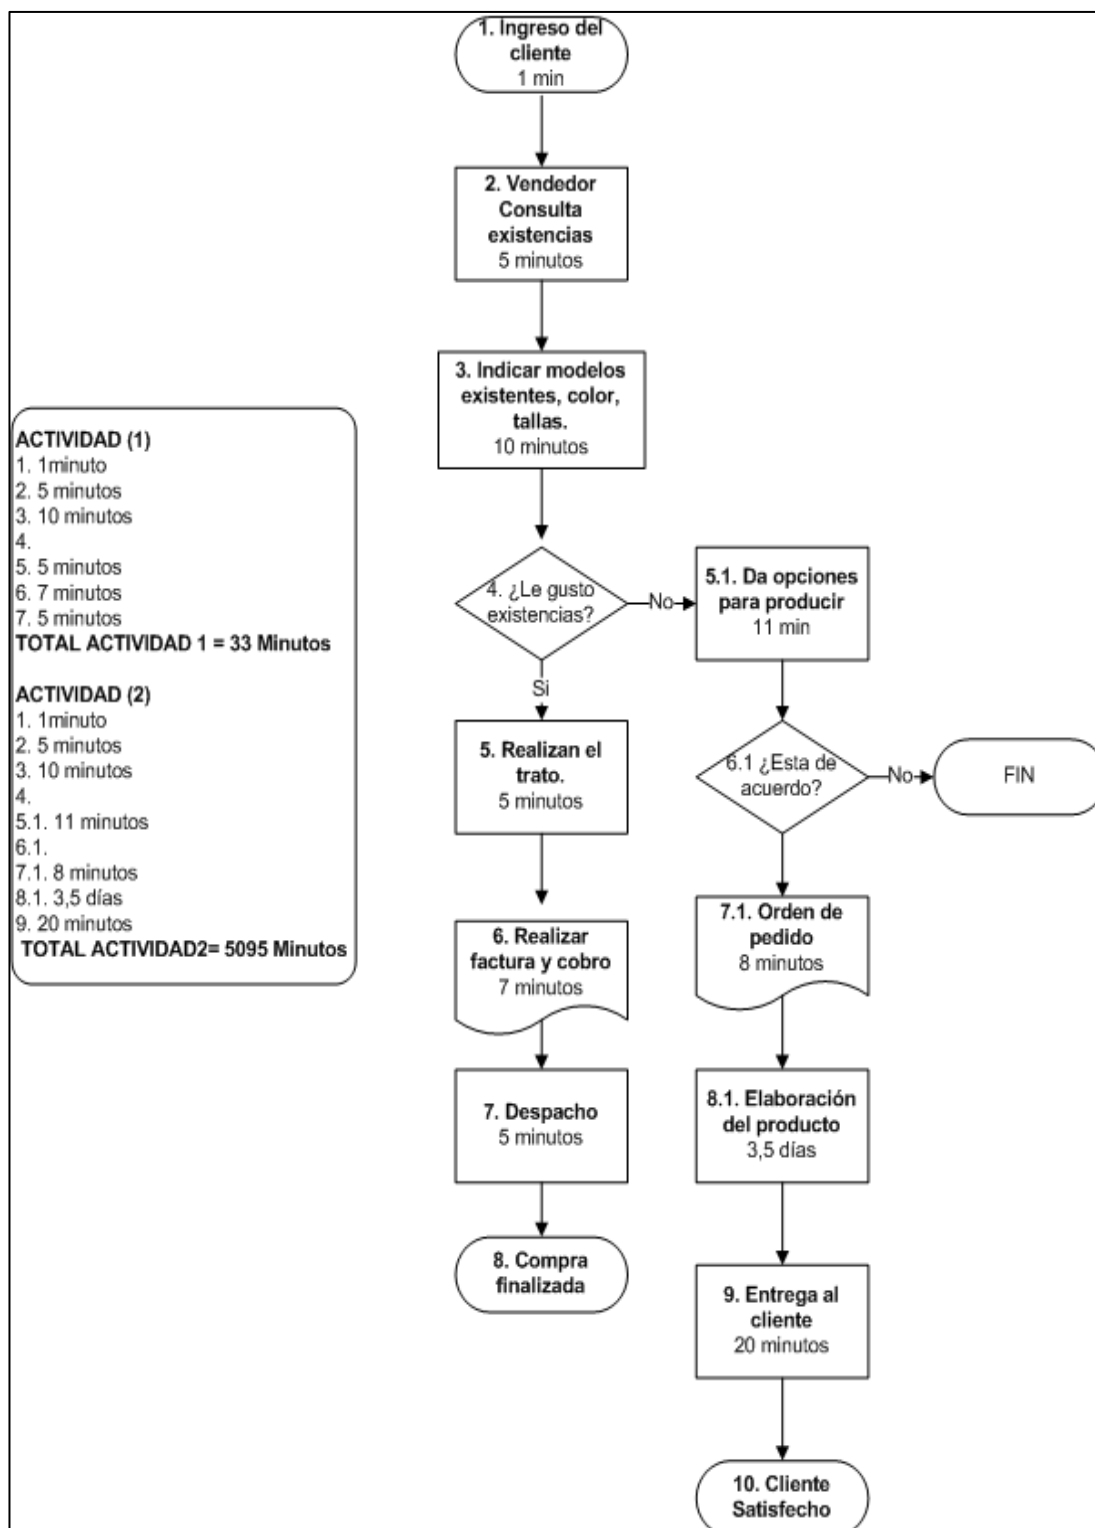 1. Ingreso del
cliente
1 min
2. Vendedor
Consulta
existencias
5 minutos
3. Indicar modelos
existentes, color,
tallas.
10 minutos
ACTIVIDAD (1)
1. 1minuto
2. 5 minutos
3. 10 minutos
4.
5. 5 minutos
6. 7 minutos
7. 5 minutos
TOTAL ACTIVIDAD 1 = 33 Minutos
ACTIVIDAD (2)
1. 1minuto
2. 5 minutos
3. 10 minutos
4.
5.1. 11 minutos
6.1.
7.1. 8 minutos
8.1. 3,5 días
9. 20 minutos
TOTAL ACTIVIDAD2= 5095 Minutos
4. ¿Le gusto
existencias?
No
5.1. Da opciones
para producir
11 min
Si
5. Realizan el
trato.
5 minutos
6.1 ¿Esta de
acuerdo?
No
FIN
6. Realizar
factura y cobro
7 minutos
7.1. Orden de
pedido
8 minutos
7. Despacho
5 minutos
8.1. Elaboración
del producto
3,5 días
8. Compra
finalizada
9. Entrega al
cliente
20 minutos
10. Cliente
Satisfecho